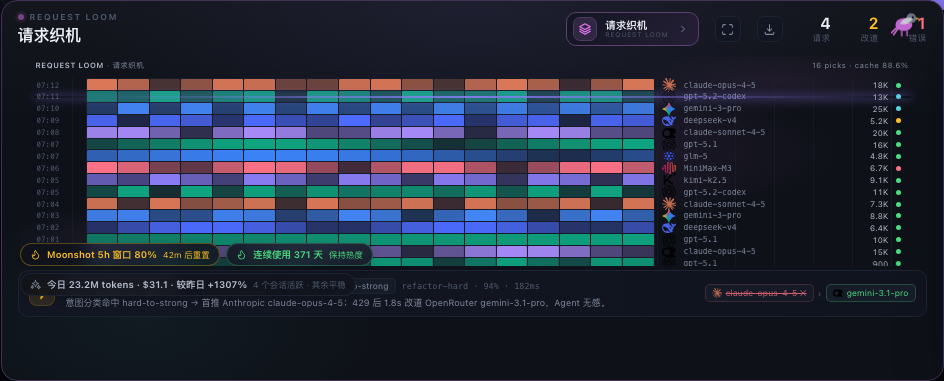 REQUEST LOOM
请求织机
请求织机
REQUEST LOOM
4
请求
2
改道
1
错误
REQUEST LOOM · 请求织机
16 picks · cache 88.6%
07:12 claude-opus-4-5 18K
07:11 gpt-5.2-codex 13K
07:10 gemini-3-pro 25K
07:09 deepseek-v4 5.2K
07:08 claude-sonnet-4-5 20K
07:07 gpt-5.1 16K
07:07 glm-5 4.8K
07:06 MiniMax-M3 6.7K
07:05 kimi-k2.5 9.1K
07:05 gpt-5.2-codex 11K
07:04 claude-sonnet-4-5 7.3K
07:03 gemini-3-pro 8.8K
07:02 deepseek-v4 6.4K
07:01 gpt-5.1 10K
claude-opus-4-5 15K
gpt-5.1 900
Moonshot 5h 窗口 80% 42m 后重置
连续使用 371 天 保持热度
今日 23.2M tokens · $31.1 · 较昨日 +1307% 4 个会话活跃 · 其余平稳
-strong refactor-hard · 94% · 182ms
意图分类命中 hard-to-strong → 首推 Anthropic claude-opus-4-5；429 后 1.8s 改道 OpenRouter gemini-3.1-pro，Agent 无感。
claude-opus-4-5 ✕ › gemini-3.1-pro